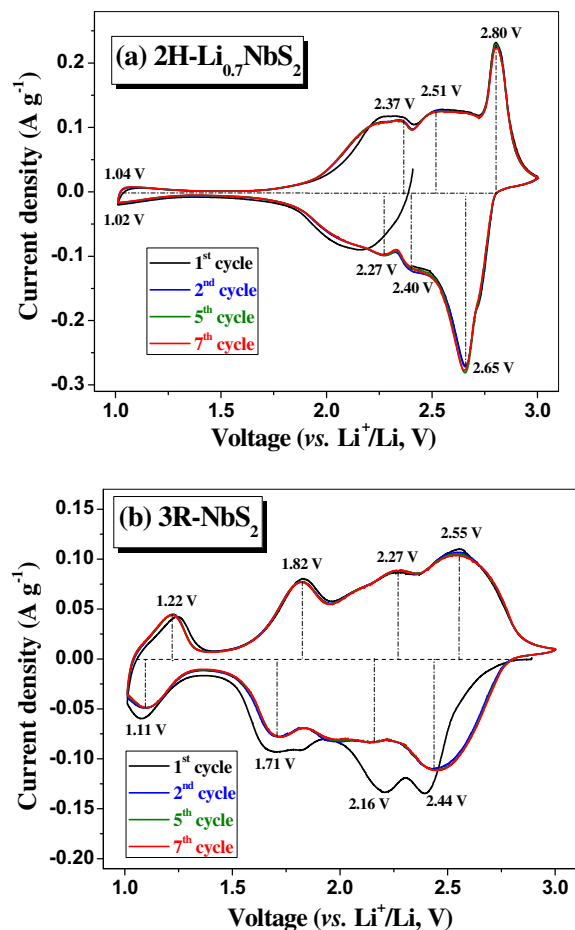 (a) 2H-Li₀.₇NbS₂
2.80 V
2.37 V
2.51 V
1.04 V
1.02 V
2.27 V
2.40 V
2.65 V
1ˢᵗ cycle
2ⁿᵈ cycle
5ᵗʰ cycle
7ᵗʰ cycle
0.2
0.1
0.0
-0.1
-0.2
-0.3
Current density (A g⁻¹)
1.0 1.5 2.0 2.5 3.0
Voltage (vs. Li⁺/Li, V)
(b) 3R-NbS₂
2.55 V
1.82 V
2.27 V
1.22 V
1.11 V
1.71 V
2.16 V
2.44 V
1ˢᵗ cycle
2ⁿᵈ cycle
5ᵗʰ cycle
7ᵗʰ cycle
0.15
0.10
0.05
0.00
-0.05
-0.10
-0.15
-0.20
Current density (A g⁻¹)
1.0 1.5 2.0 2.5 3.0
Voltage (vs. Li⁺/Li, V)